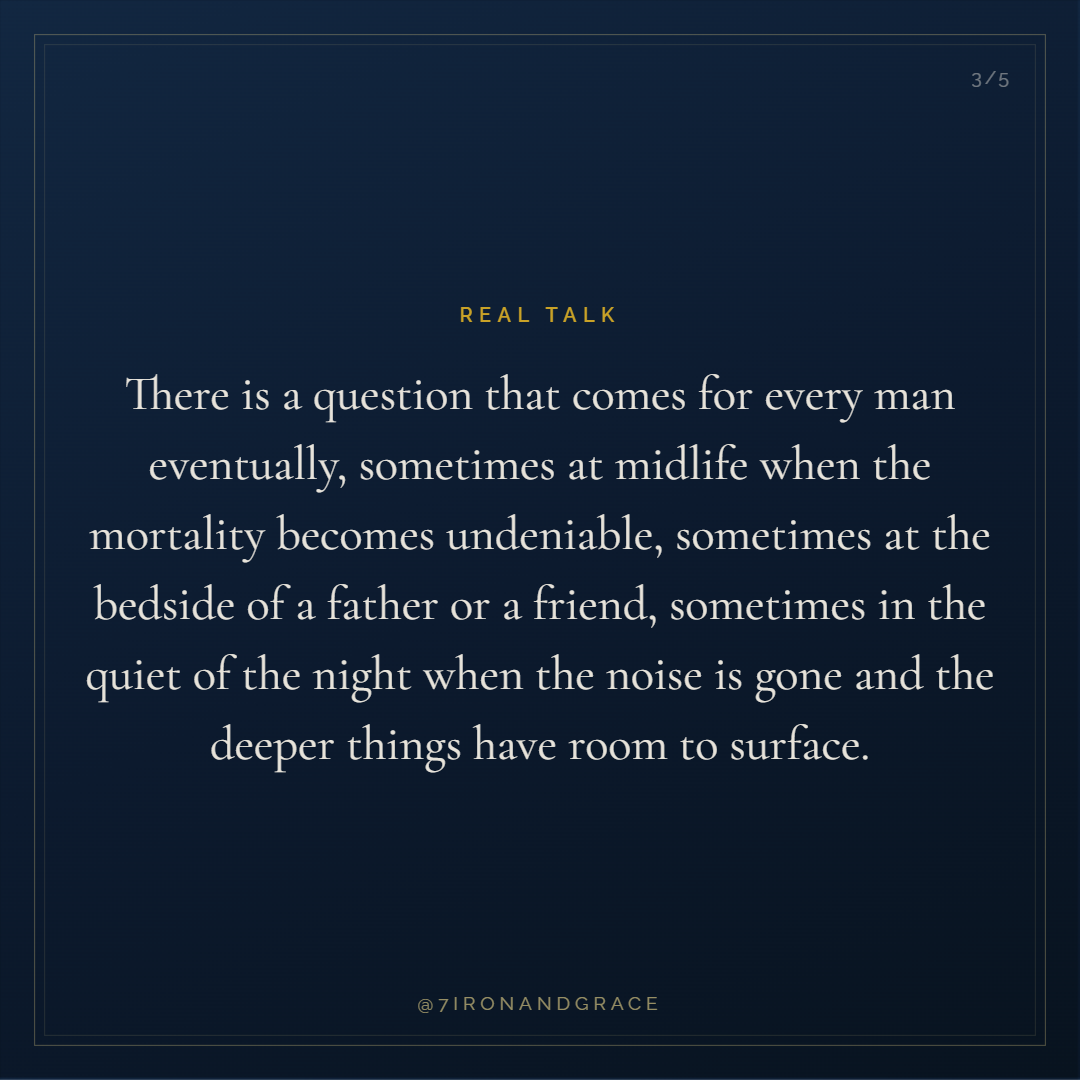 3/5
REAL TALK
There is a question that comes for every man
eventually, sometimes at midlife when the
mortality becomes undeniable, sometimes at the
bedside of a father or a friend, sometimes in the
quiet of the night when the noise is gone and the
deeper things have room to surface.
@7IRONANDGRACE